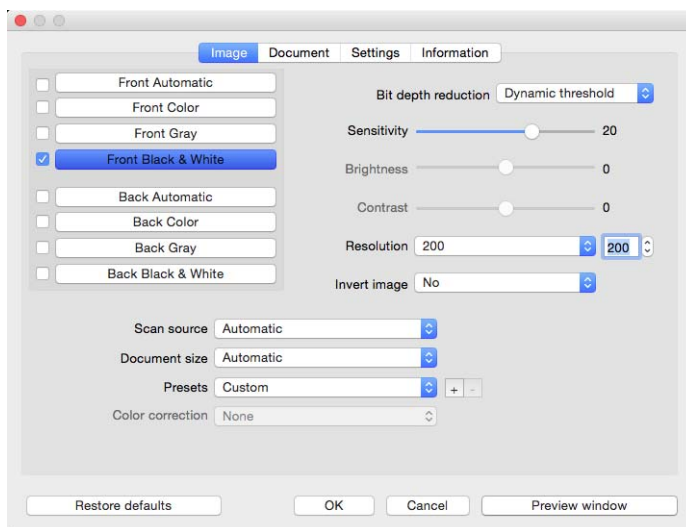 Image Document Settings Information
Front Automatic
Front Color
Front Gray
Front Black & White
Back Automatic
Back Color
Back Gray
Back Black & White
Bit depth reduction Dynamic threshold
Sensitivity 20
Brightness 0
Contrast 0
Resolution 200 200
Invert image No
Scan source Automatic
Document size Automatic
Presets Custom + -
Color correction None
Restore defaults OK Cancel Preview window